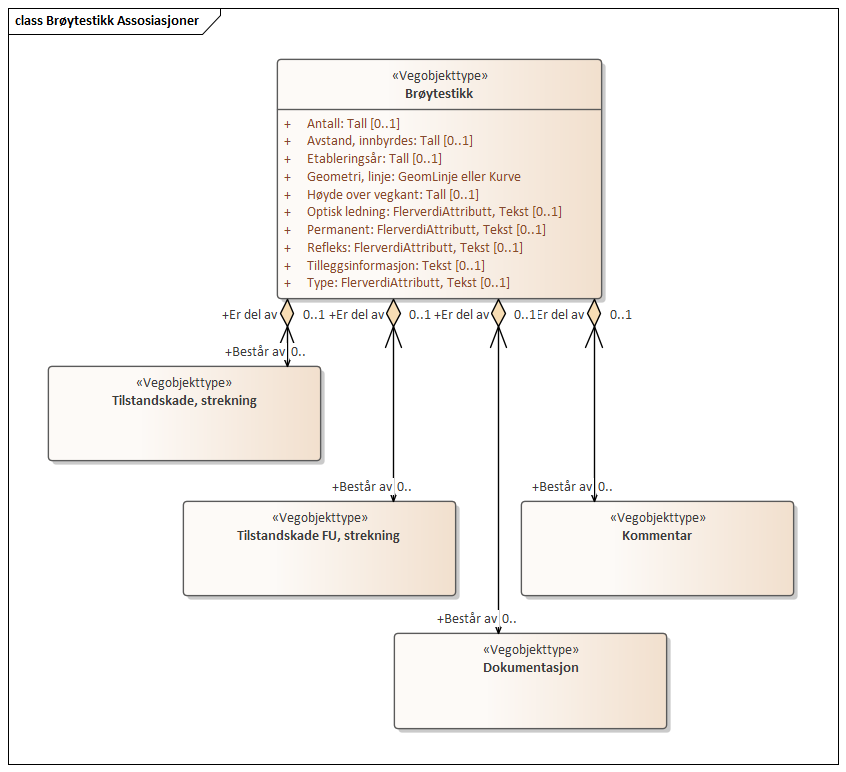 class Brøytestikk Assosiasjoner
«Vegobjekttype»
Brøytestikk
+ Antall: Tall [0..1]
+ Avstand, innbyrdes: Tall [0..1]
+ Etableringsår: Tall [0..1]
+ Geometri, linje: GeomLinje eller Kurve
+ Høyde over vegkant: Tall [0..1]
+ Optisk ledning: FlerverdiAttributt, Tekst [0..1]
+ Permanent: FlerverdiAttributt, Tekst [0..1]
+ Refleks: FlerverdiAttributt, Tekst [0..1]
+ Tilleggsinformasjon: Tekst [0..1]
+ Type: FlerverdiAttributt, Tekst [0..1]
+Er del av 0..1 +Er del av 0..1 +Er del av 0..1 Er del av 0..1
+Består av 0..
«Vegobjekttype»
Tilstandskade, strekning
+Består av 0.. +Består av 0..
«Vegobjekttype»
Tilstandskade FU, strekning
«Vegobjekttype»
Kommentar
+Består av 0..
«Vegobjekttype»
Dokumentasjon